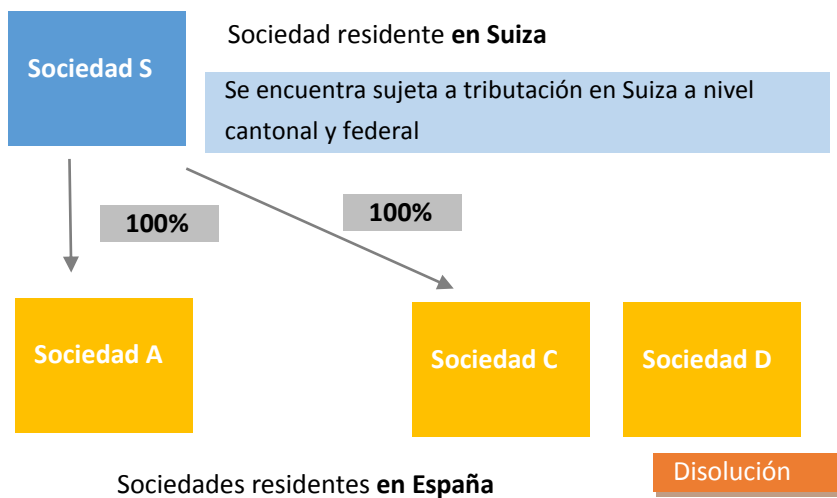 Sociedad S
Sociedad residente en Suiza
Se encuentra sujeta a tributación en Suiza a nivel
cantonal y federal
100%
100%
Sociedad A
Sociedad C
Sociedad D
Sociedades residentes en España
Disolución